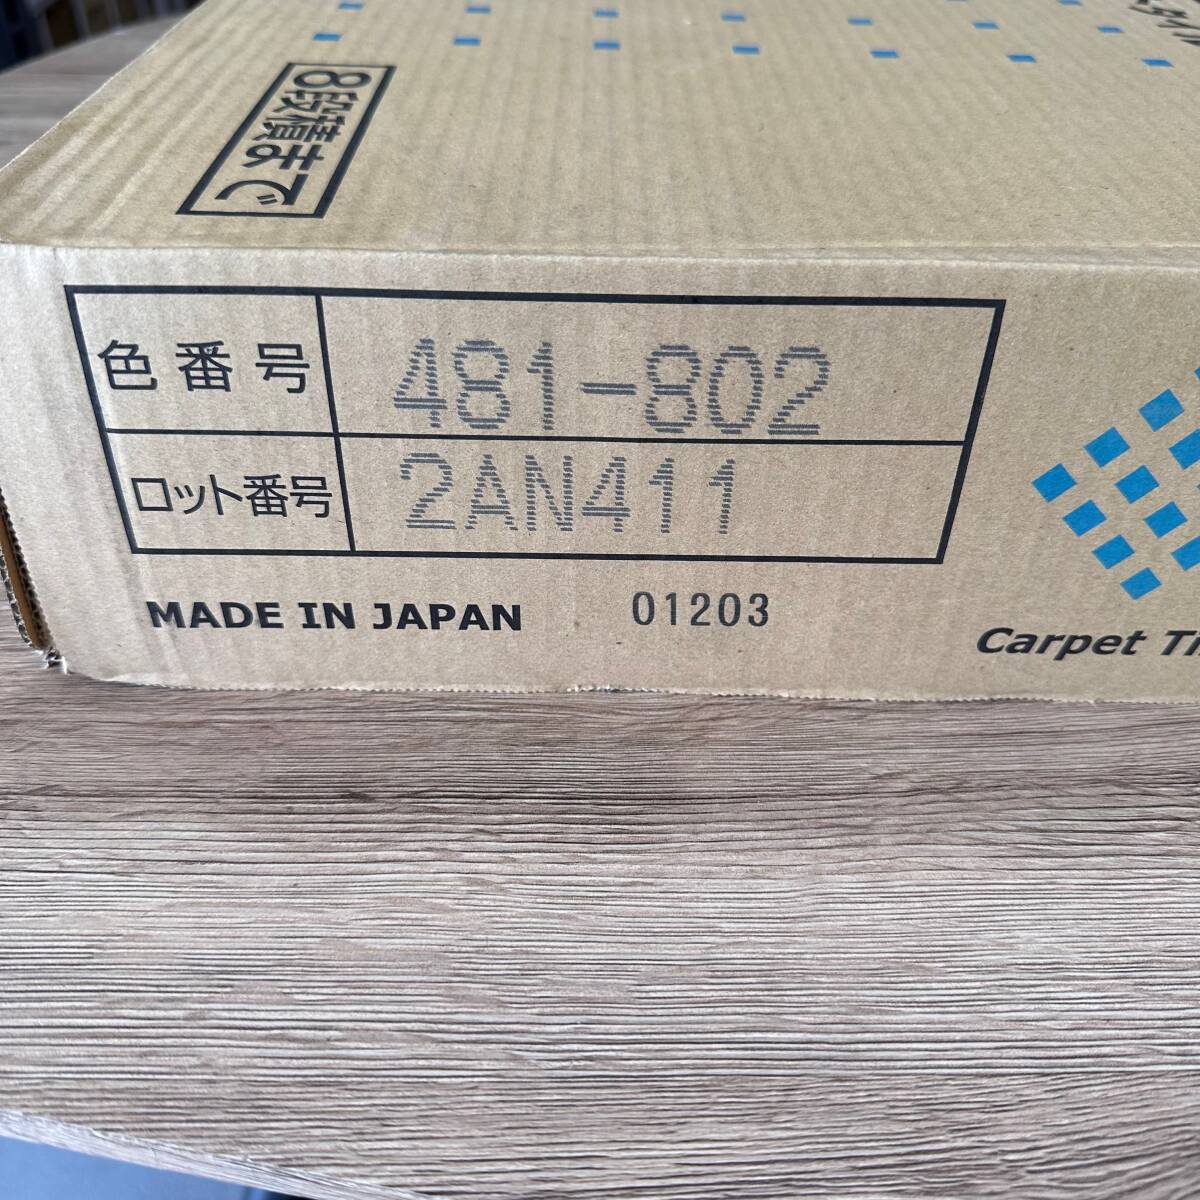 8段積まで
色番号 481-802
ロット番号 2AN411
MADE IN JAPAN 01203
Carpet